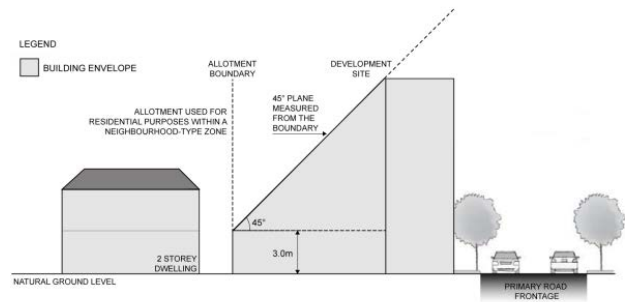 LEGEND
BUILDING ENVELOPE
ALLOTMENT
BOUNDARY
DEVELOPMENT
SITE
ALLOTMENT USED FOR
RESIDENTIAL PURPOSES WITHIN A
NEIGHBOURHOOD-TYPE ZONE
45° PLANE
MEASURED
FROM THE
BOUNDARY
45°
3.0m
2 STOREY
DWELLING
NATURAL GROUND LEVEL
PRIMARY ROAD
FRONTAGE